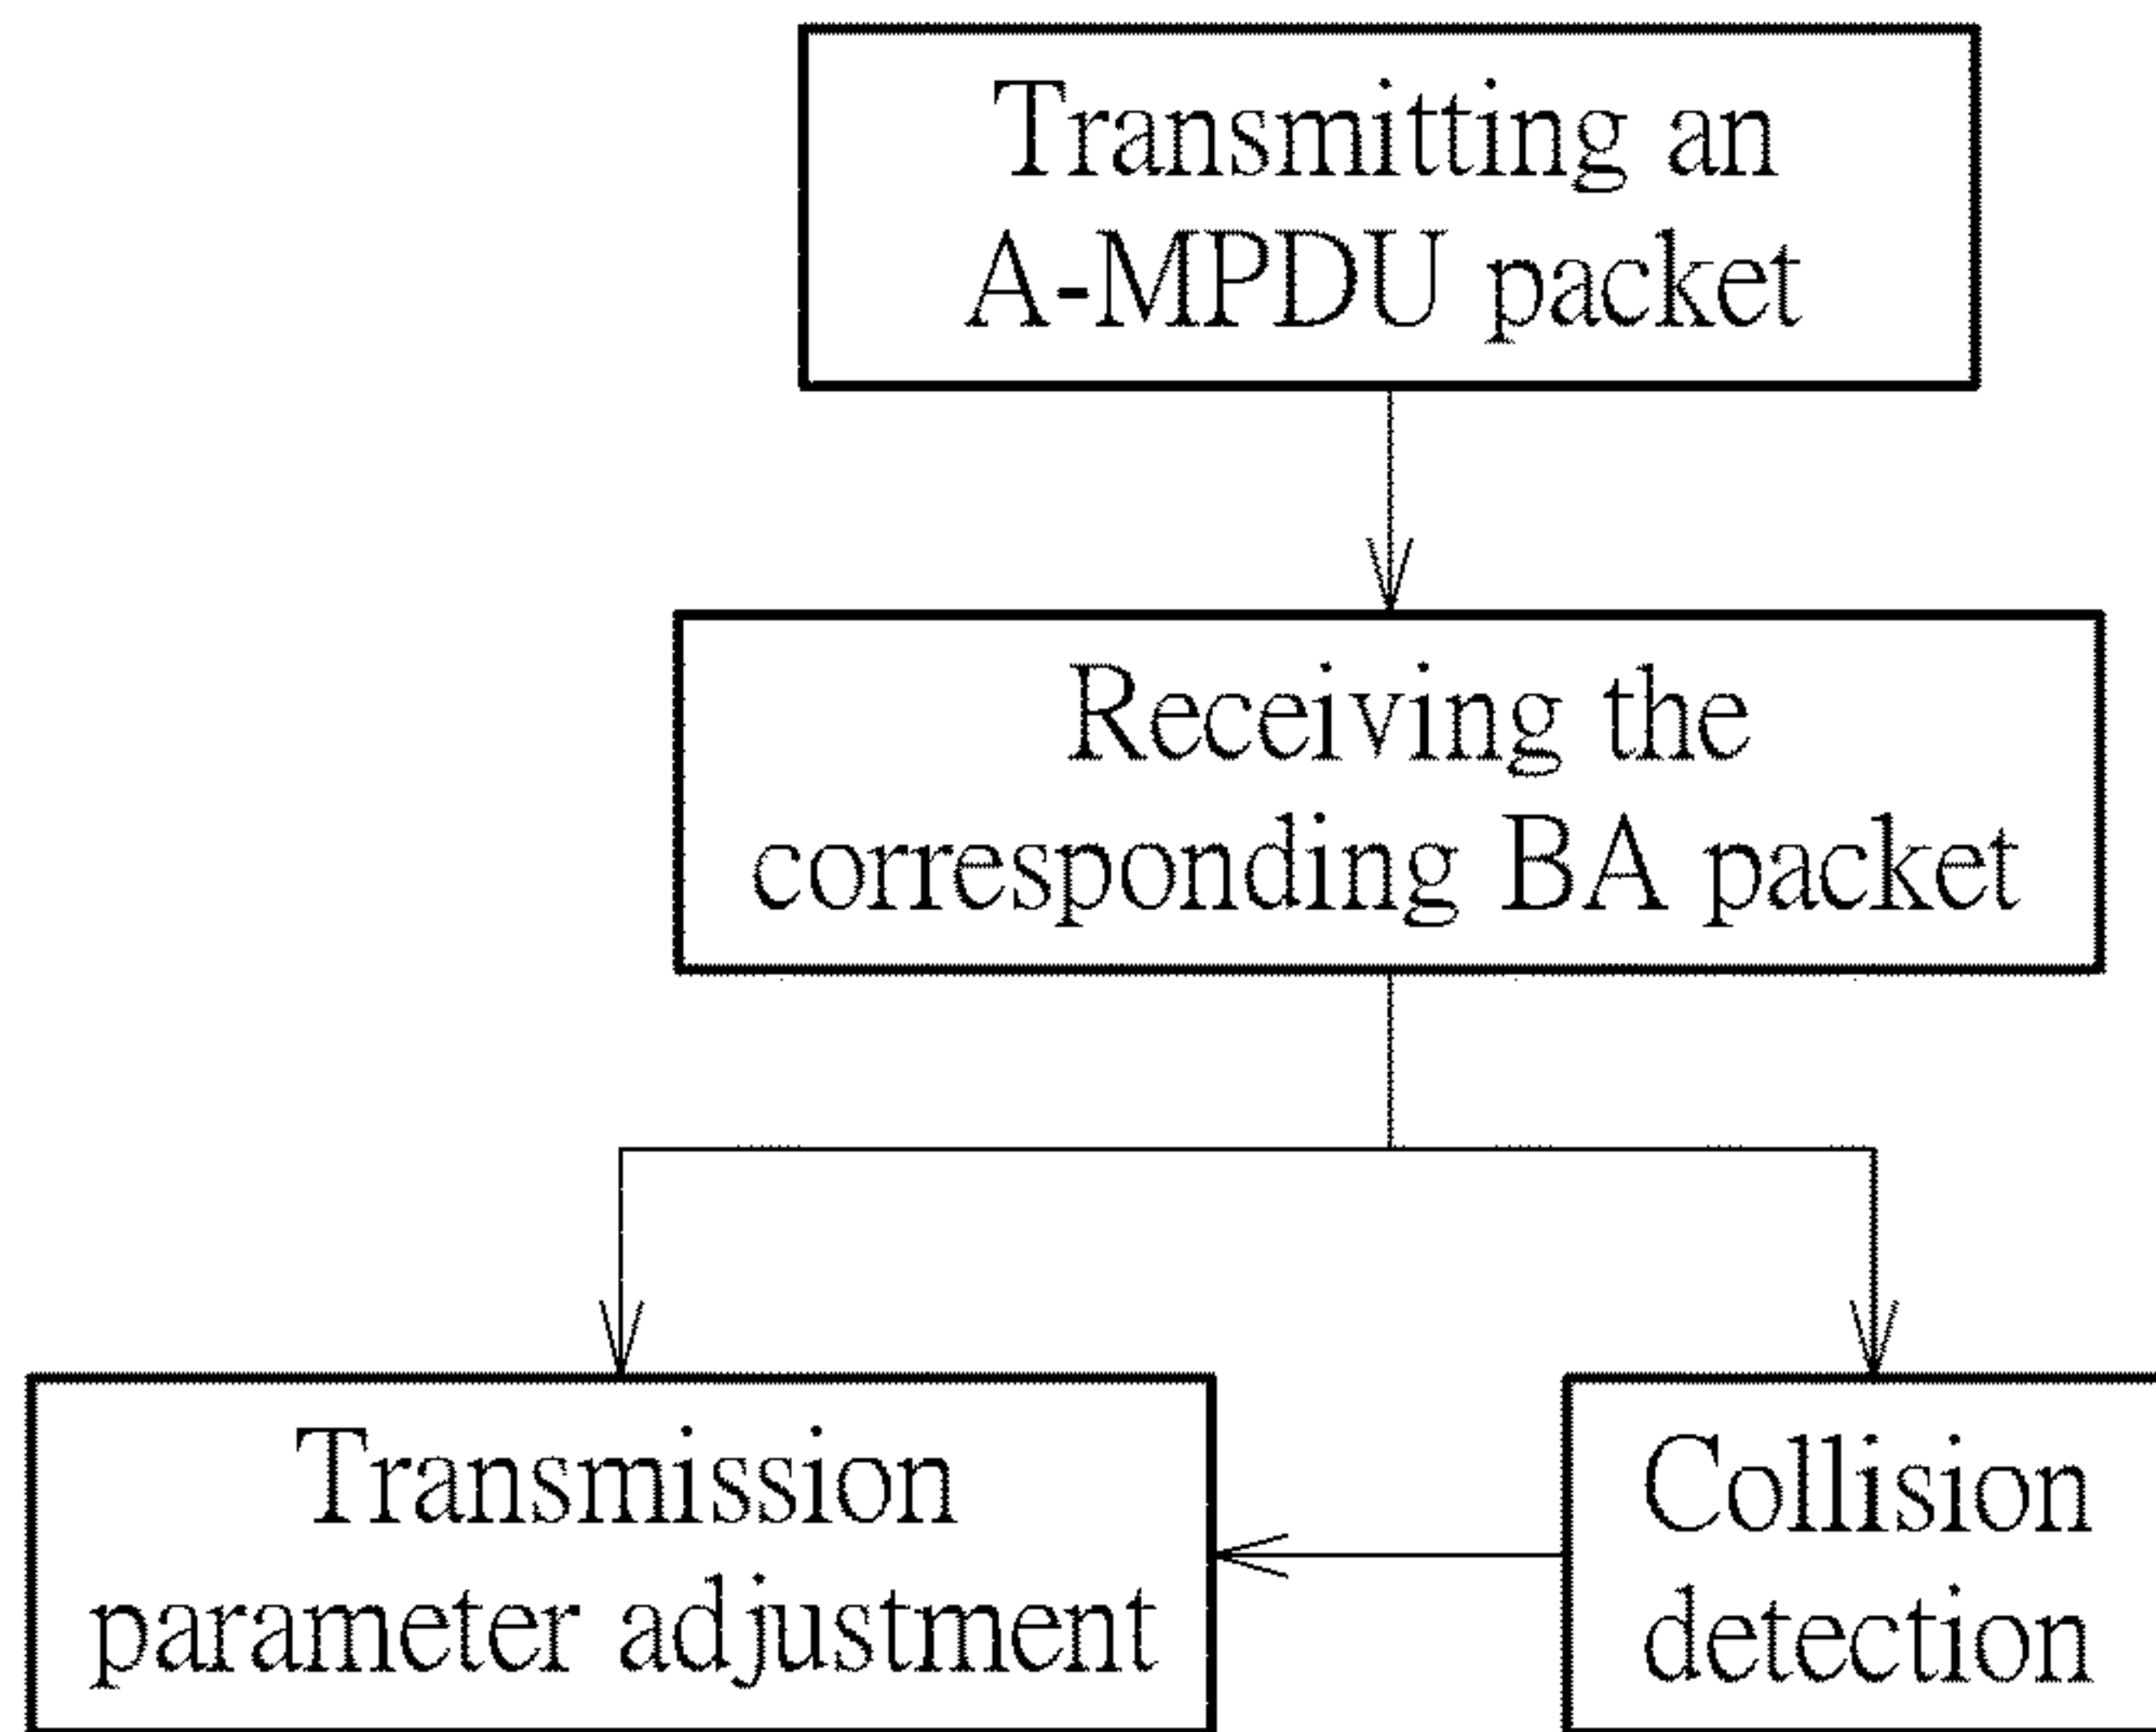 Transmitting an
A-MPDU packet
Receiving the
corresponding BA packet
Transmission
parameter adjustment
Collision
detection